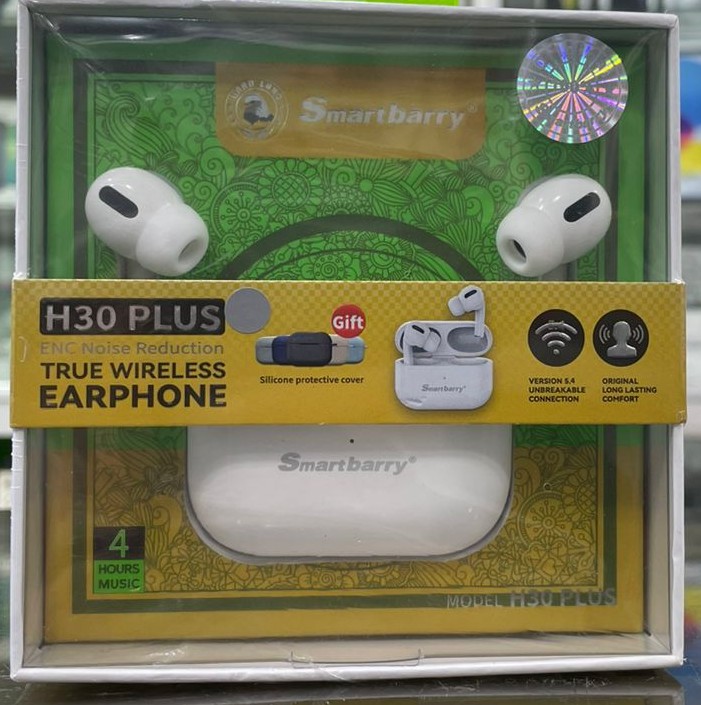 Smartbarry®
H30 PLUS
ENC Noise Reduction
TRUE WIRELESS
EARPHONE
Gift
Silicone protective cover
Smartbarry®
VERSION 5.4
UNBREAKABLE
CONNECTION
ORIGINAL
LONG LASTING
COMFORT
Smartbarry®
4
HOURS
MUSIC
MODEL H30 PLUS